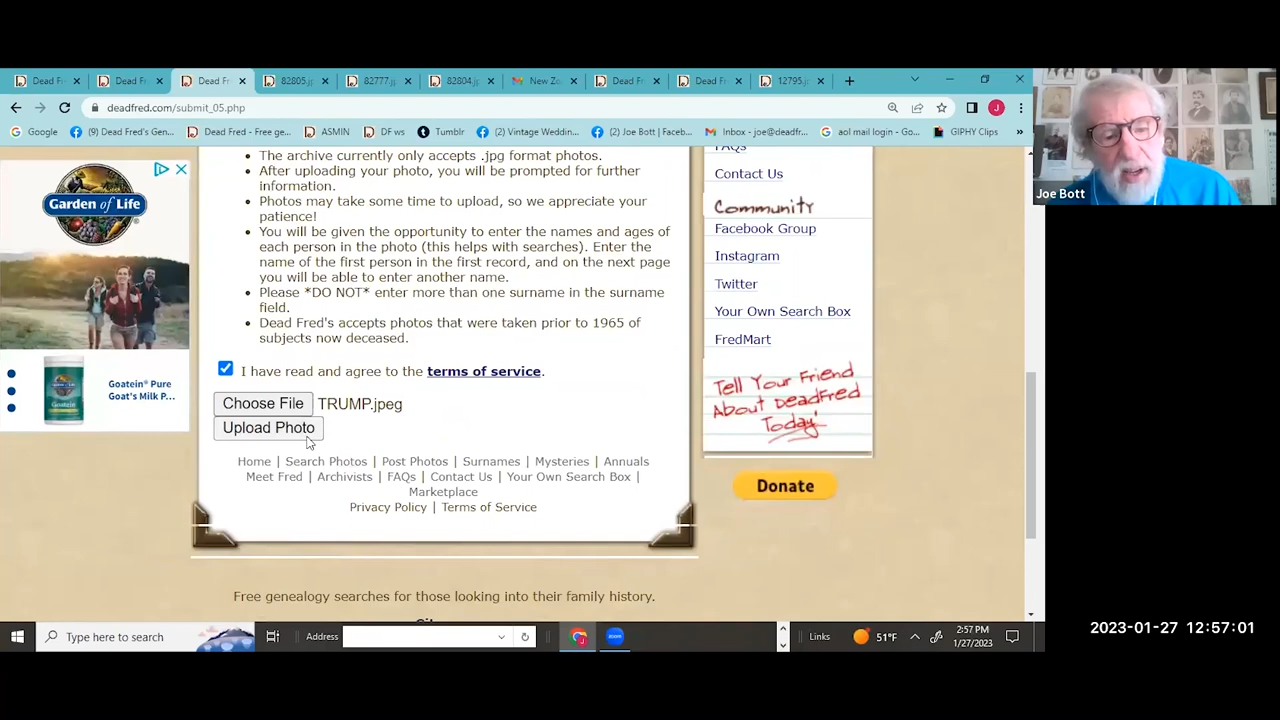 Dead Fr
Dead Fr
Dead Fr
82805.j
82777.j
82804.j
New Zo
Dead Fr
Dead Fr
12795.j
deadfred.com/submit_05.php
J
Google
(9) Dead Fred's Gen...
Dead Fred - Free ge...
ASMIN
DF ws
Tumblr
(2) Vintage Weddin...
(2) Joe Bott | Faceb...
Inbox - joe@deadfr...
aol mail login - Go...
GIPHY Clips
»
Garden of Life
Goatein® Pure
Goat's Milk P...
The archive currently only accepts .jpg format photos.
After uploading your photo, you will be prompted for further
information.
Photos may take some time to upload, so we appreciate your
patience!
You will be given the opportunity to enter the names and ages of
each person in the photo (this helps with searches). Enter the
name of the first person in the first record, and on the next page
you will be able to enter another name.
Please *DO NOT* enter more than one surname in the surname
field.
Dead Fred's accepts photos that were taken prior to 1965 of
subjects now deceased.
I have read and agree to the terms of service.
Choose File TRUMP.jpeg
Upload Photo
Home | Search Photos | Post Photos | Surnames | Mysteries | Annuals
Meet Fred | Archivists | FAQs | Contact Us | Your Own Search Box |
Marketplace
Privacy Policy | Terms of Service
Free genealogy searches for those looking into their family history.
FAQs
Contact Us
Community
Facebook Group
Instagram
Twitter
Your Own Search Box
FredMart
Tell Your Friend
About DeadFred
Today!
Donate
Joe Bott
Type here to search
Address
zoom
Links
51°F
2:57 PM
1/27/2023
2023-01-27 12:57:01